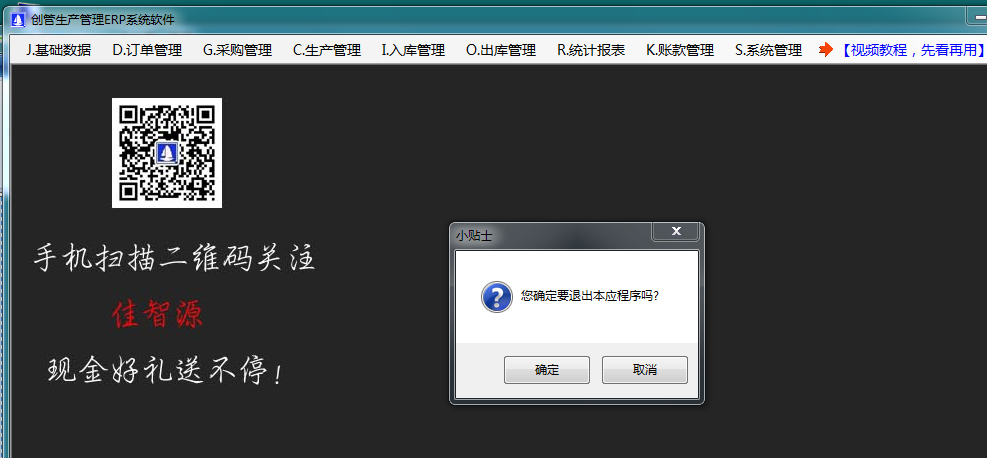 创管生产管理ERP系统软件
J.基础数据 D.订单管理 G.采购管理 C.生产管理 I.入库管理 O.出库管理 R.统计报表 K.账款管理 S.系统管理 【视频教程，先看再用】
手机扫描二维码关注
佳智源
现金好礼送不停!
小贴士
您确定要退出本应程序吗?
确定 取消